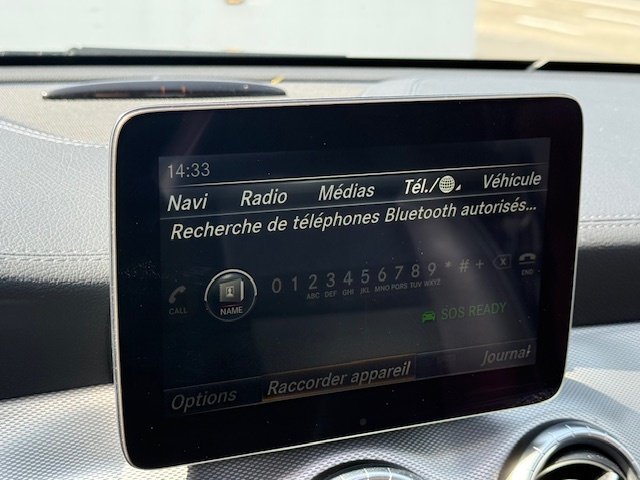 14:33
Navi Radio Médias Tél./ Véhicule
Recherche de téléphones Bluetooth autorisés...
CALL NAME 0 1 2 3 4 5 6 7 8 9 * # + END
ABC DEF GHI JKL MNO PQRS TUV WXYZ
SOS READY
Options Raccorder appareil Journal